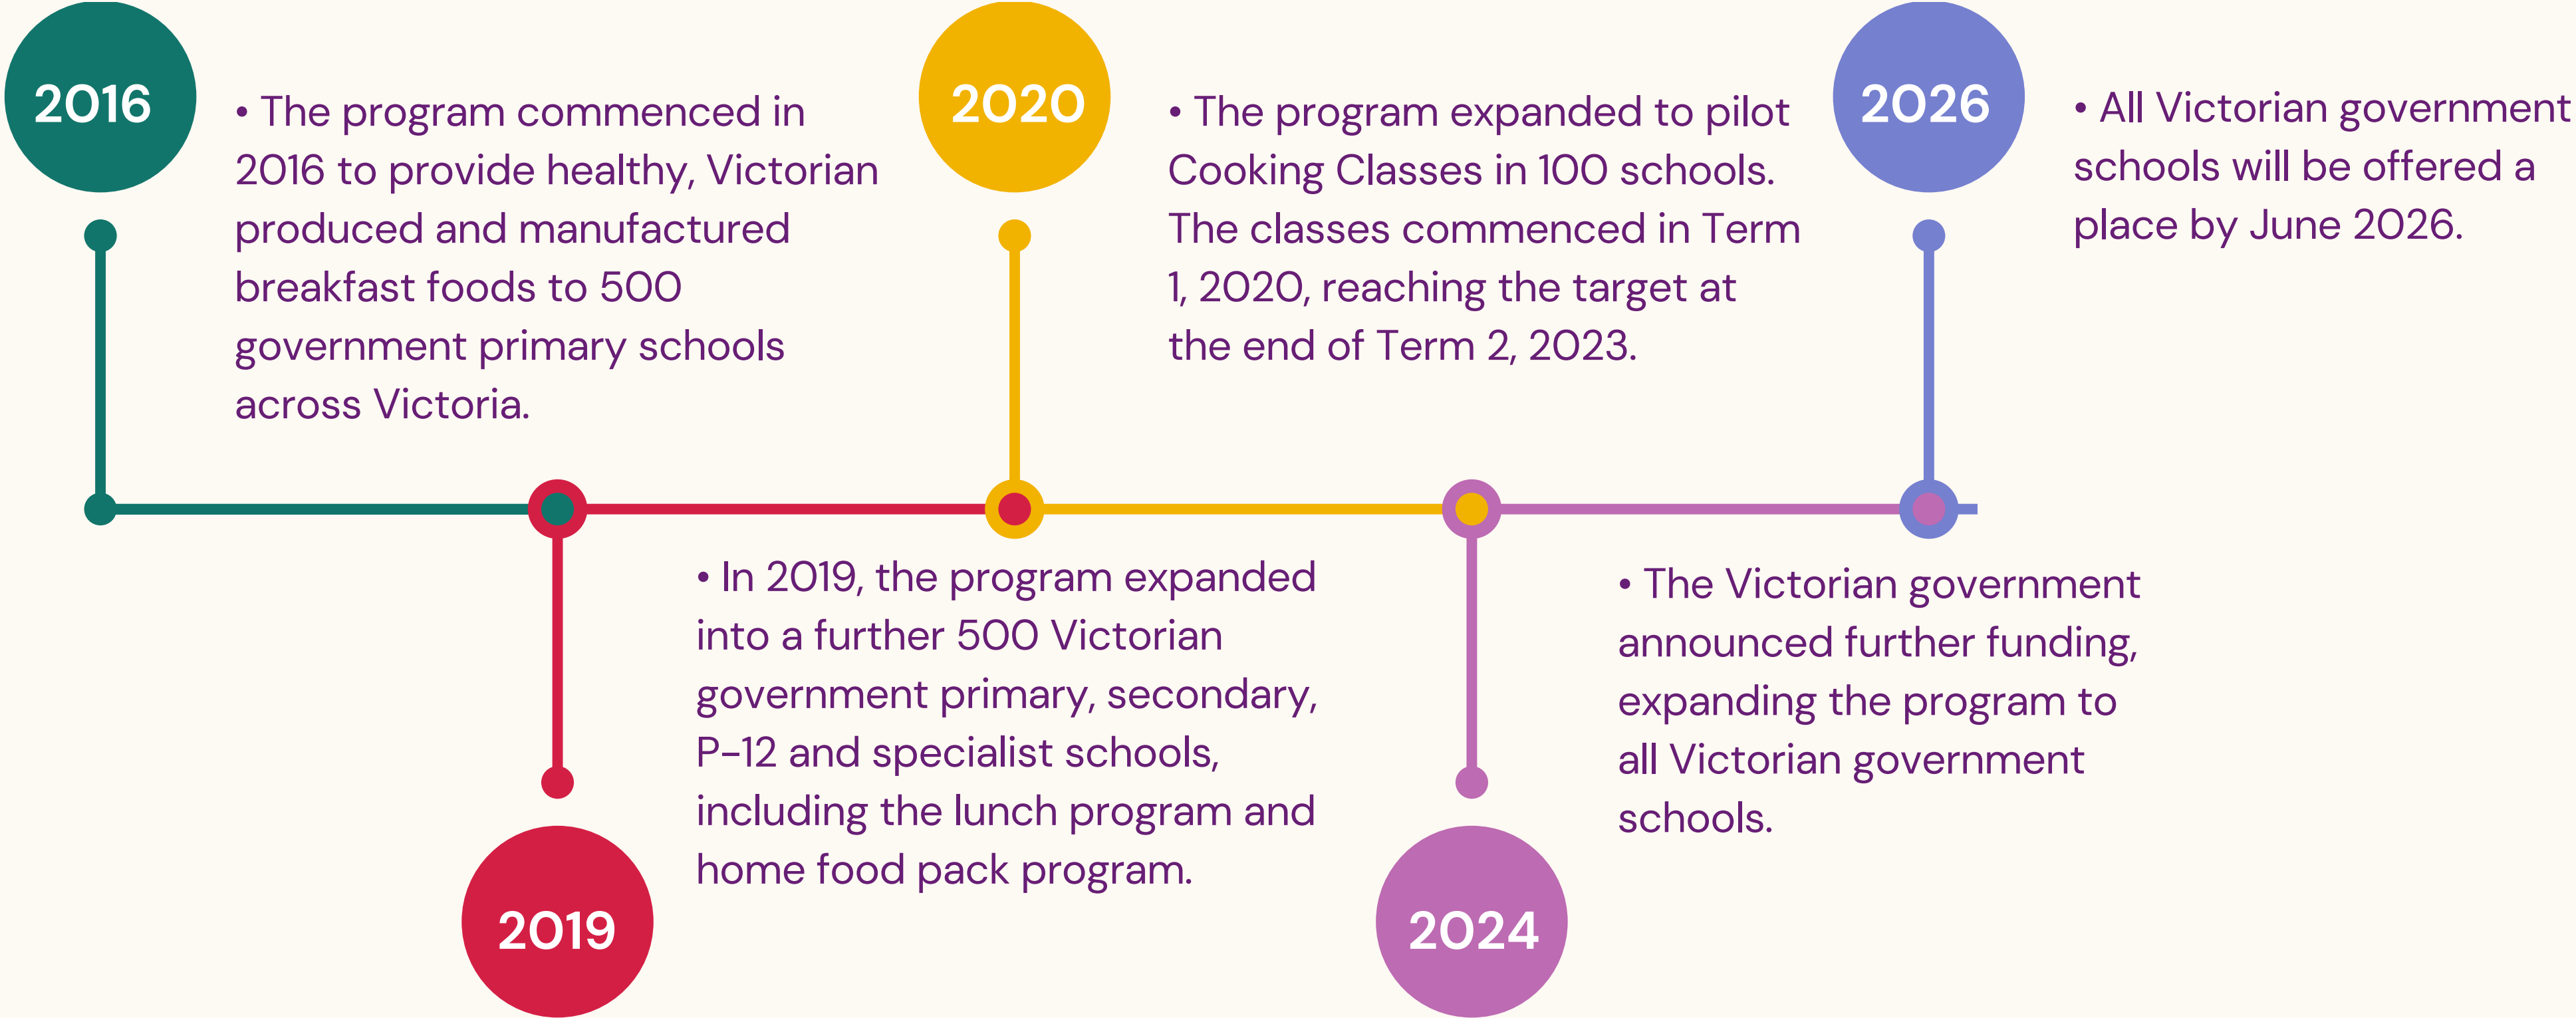 2016
• The program commenced in
2016 to provide healthy, Victorian
produced and manufactured
breakfast foods to 500
government primary schools
across Victoria.
2019
• In 2019, the program expanded
into a further 500 Victorian
government primary, secondary,
P–12 and specialist schools,
including the lunch program and
home food pack program.
2020
• The program expanded to pilot
Cooking Classes in 100 schools.
The classes commenced in Term
1, 2020, reaching the target at
the end of Term 2, 2023.
2024
• The Victorian government
announced further funding,
expanding the program to
all Victorian government
schools.
2026
• All Victorian government
schools will be offered a
place by June 2026.